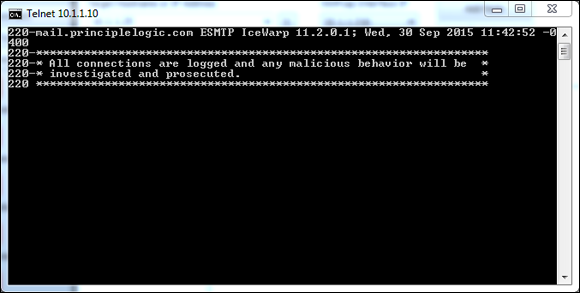 Telnet 10.1.1.10
220-mail.principlelogic.com ESMTP IceWarp 11.2.0.1; Wed, 30 Sep 2015 11:42:52 -0
400
220-*****************************************************************
220-* All connections are logged and any malicious behavior will be  *
220-* investigated and prosecuted.                                   *
220 *****************************************************************